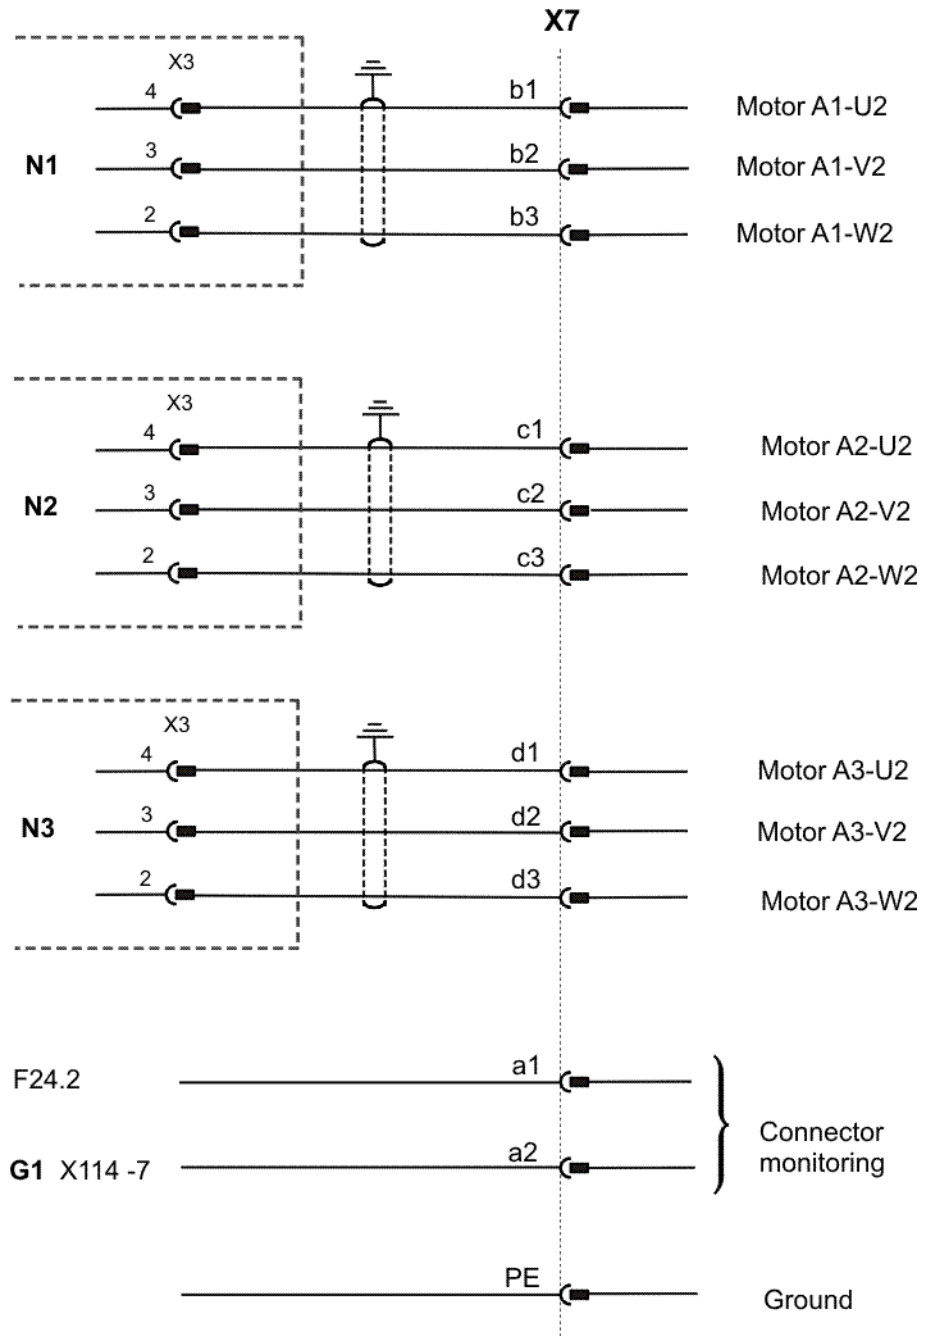 X7
X3
4 b1 Motor A1-U2
N1 3 b2 Motor A1-V2
2 b3 Motor A1-W2
X3
4 c1 Motor A2-U2
N2 3 c2 Motor A2-V2
2 c3 Motor A2-W2
X3
4 d1 Motor A3-U2
N3 3 d2 Motor A3-V2
2 d3 Motor A3-W2
F24.2 a1
Connector
monitoring
G1 X114 -7 a2
PE Ground